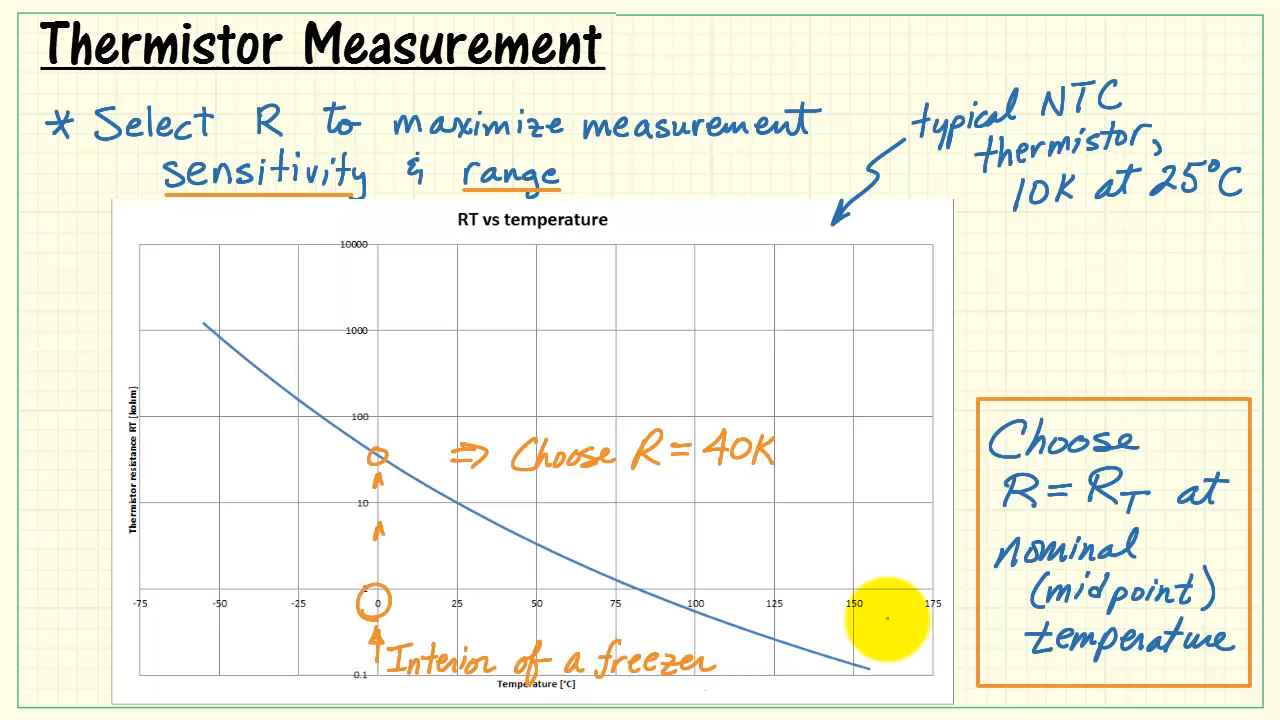 Thermistor Measurement
* Select R to maximize measurement
sensitivity & range
typical NTC
thermistor,
10K at 25°C
RT vs temperature
10000
1000
100
10
1
0.1
Thermistor resistance RT [kohm]
⇒ Choose R = 40K
-75 -50 -25 0 25 50 75 100 125 150 175
Interior of a freezer
Temperature [°C]
Choose
R = RT at
nominal
(midpoint)
temperature